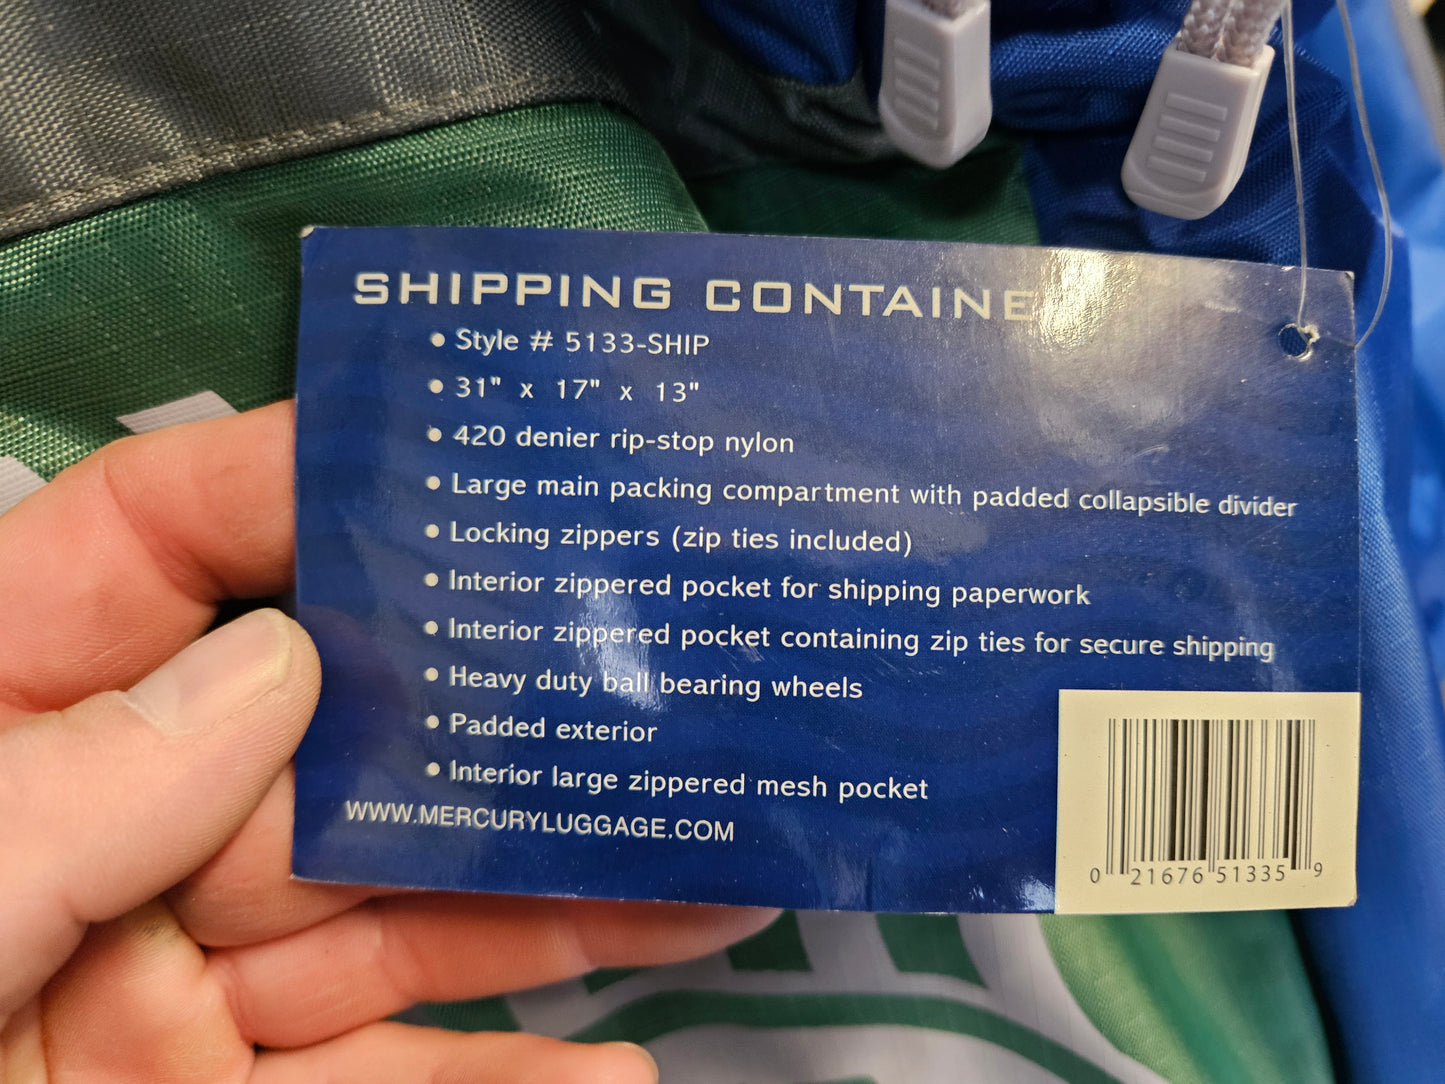 SHIPPING CONTAINE
• Style # 5133-SHIP
• 31" x 17" x 13"
• 420 denier rip-stop nylon
• Large main packing compartment with padded collapsible divider
• Locking zippers (zip ties included)
• Interior zippered pocket for shipping paperwork
• Interior zippered pocket containing zip ties for secure shipping
• Heavy duty ball bearing wheels
• Padded exterior
• Interior large zippered mesh pocket
WWW.MERCURYLUGGAGE.COM
0 21676 51335 9